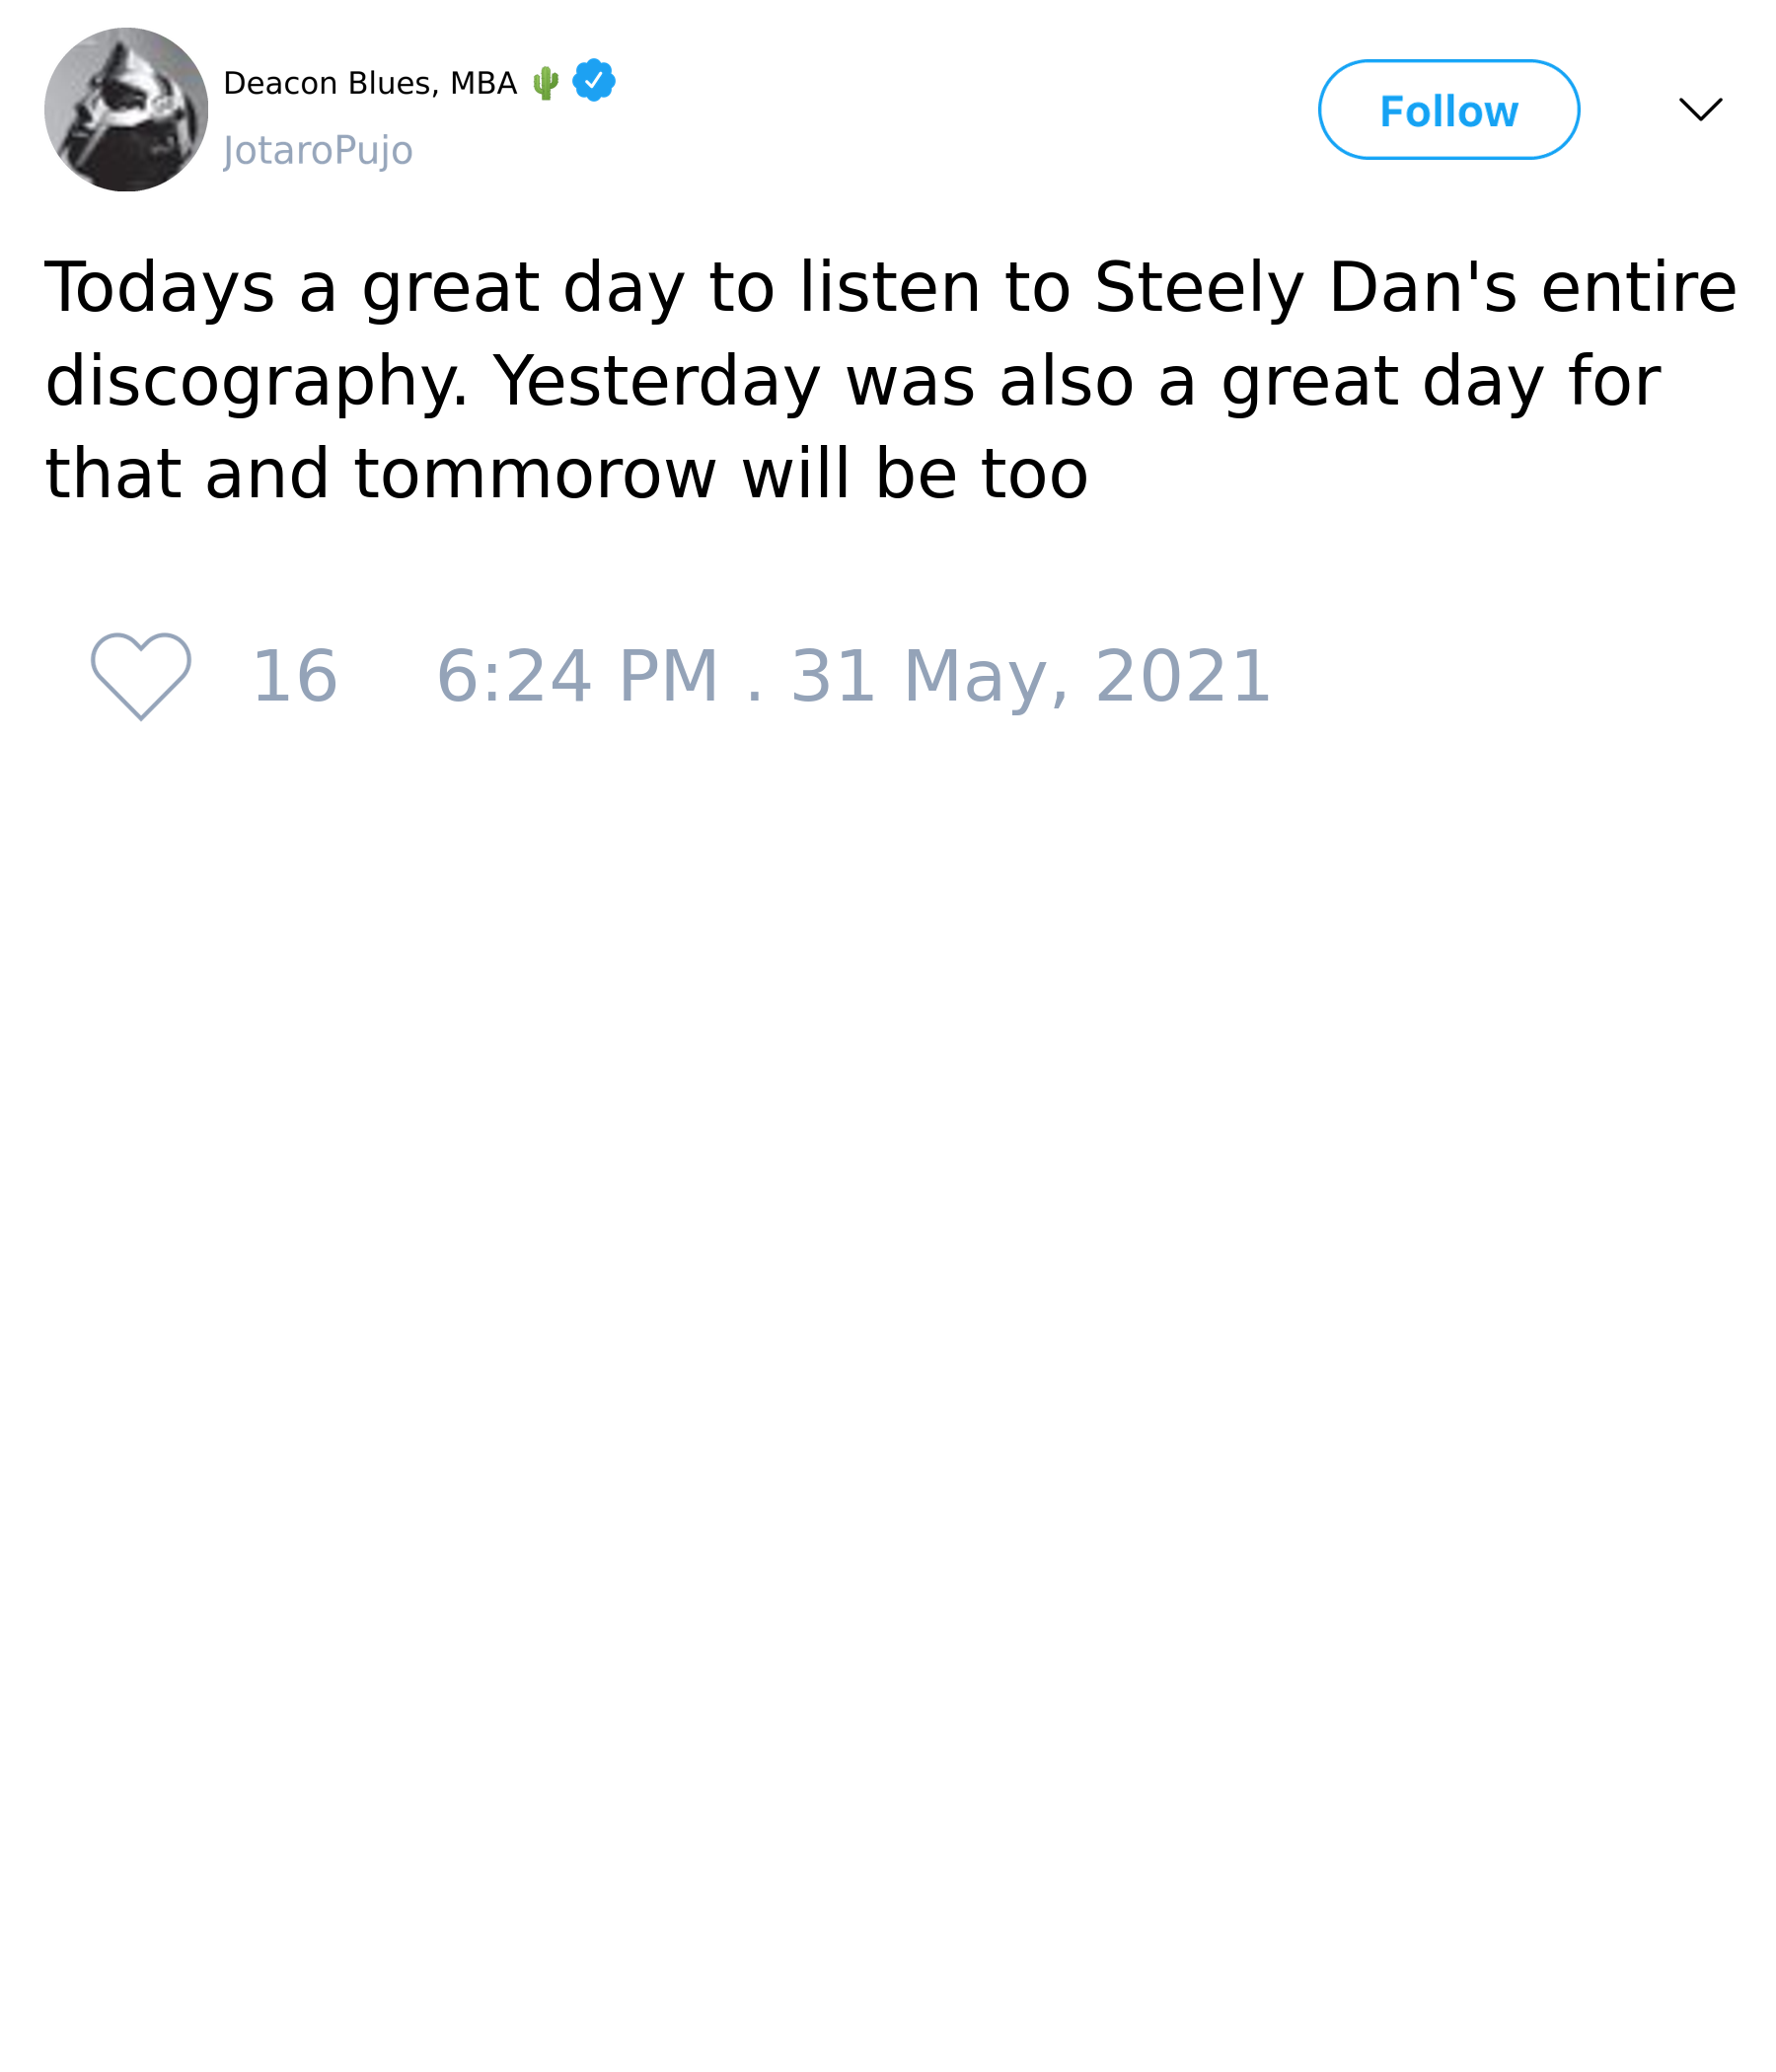 Deacon Blues, MBA 🌵
JotaroPujo
Follow
Todays a great day to listen to Steely Dan's entire
discography. Yesterday was also a great day for
that and tommorow will be too
16 6:24 PM . 31 May, 2021